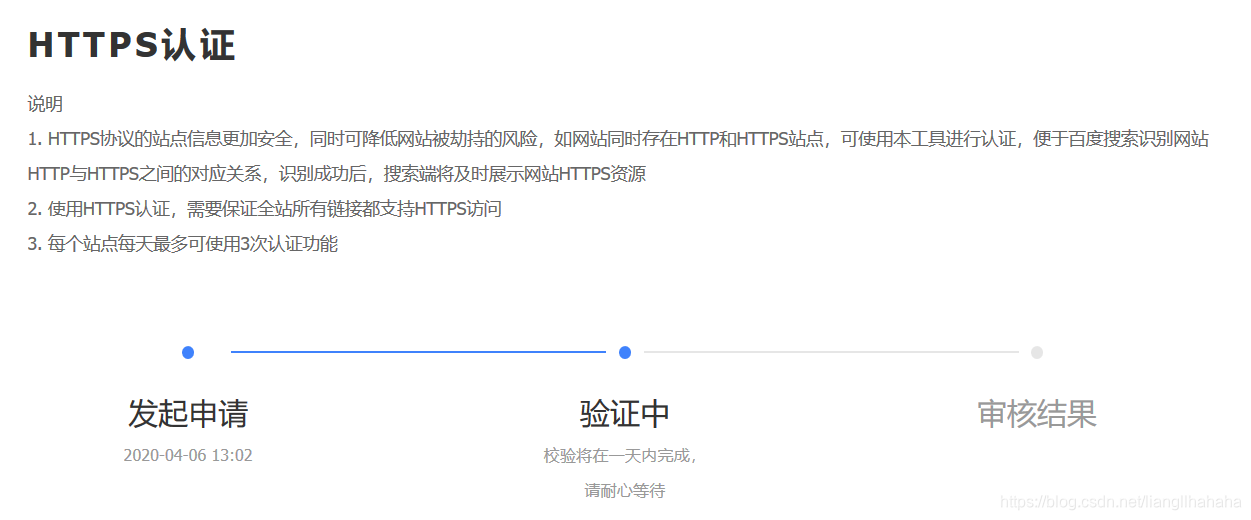 HTTPS认证
说明
1. HTTPS协议的站点信息更加安全，同时可降低网站被劫持的风险，如网站同时存在HTTP和HTTPS站点，可使用本工具进行认证，便于百度搜索识别网站
HTTP与HTTPS之间的对应关系，识别成功后，搜索端将及时展示网站HTTPS资源
2. 使用HTTPS认证，需要保证全站所有链接都支持HTTPS访问
3. 每个站点每天最多可使用3次认证功能
发起申请
验证中
审核结果
2020-04-06 13:02
校验将在一天内完成，
请耐心等待
https://blog.csdn.net/liangllhahaha